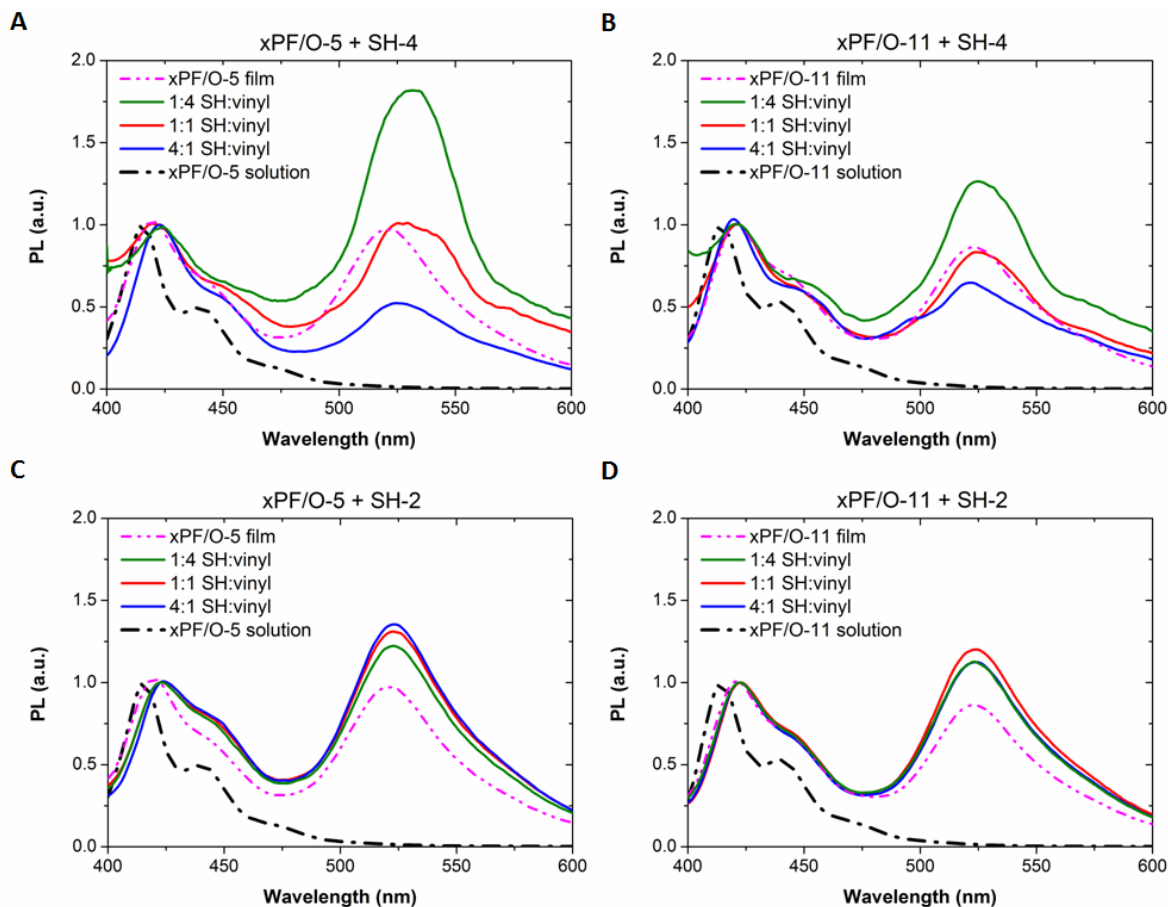 A
xPF/O-5 + SH-4
xPF/O-5 film
1:4 SH:vinyl
1:1 SH:vinyl
4:1 SH:vinyl
xPF/O-5 solution
PL (a.u.)
2.0
1.5
1.0
0.5
0.0
400
450
500
550
600
Wavelength (nm)
B
xPF/O-11 + SH-4
xPF/O-11 film
1:4 SH:vinyl
1:1 SH:vinyl
4:1 SH:vinyl
xPF/O-11 solution
PL (a.u.)
2.0
1.5
1.0
0.5
0.0
400
450
500
550
600
Wavelength (nm)
C
xPF/O-5 + SH-2
xPF/O-5 film
1:4 SH:vinyl
1:1 SH:vinyl
4:1 SH:vinyl
xPF/O-5 solution
PL (a.u.)
2.0
1.5
1.0
0.5
0.0
400
450
500
550
600
Wavelength (nm)
D
xPF/O-11 + SH-2
xPF/O-11 film
1:4 SH:vinyl
1:1 SH:vinyl
4:1 SH:vinyl
xPF/O-11 solution
PL (a.u.)
2.0
1.5
1.0
0.5
0.0
400
450
500
550
600
Wavelength (nm)